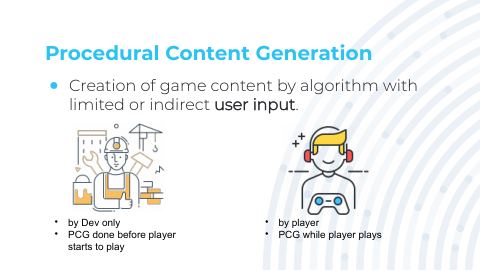 Procedural Content Generation
• Creation of game content by algorithm with
limited or indirect user input.
• by Dev only
• PCG done before player
starts to play
• by player
• PCG while player plays